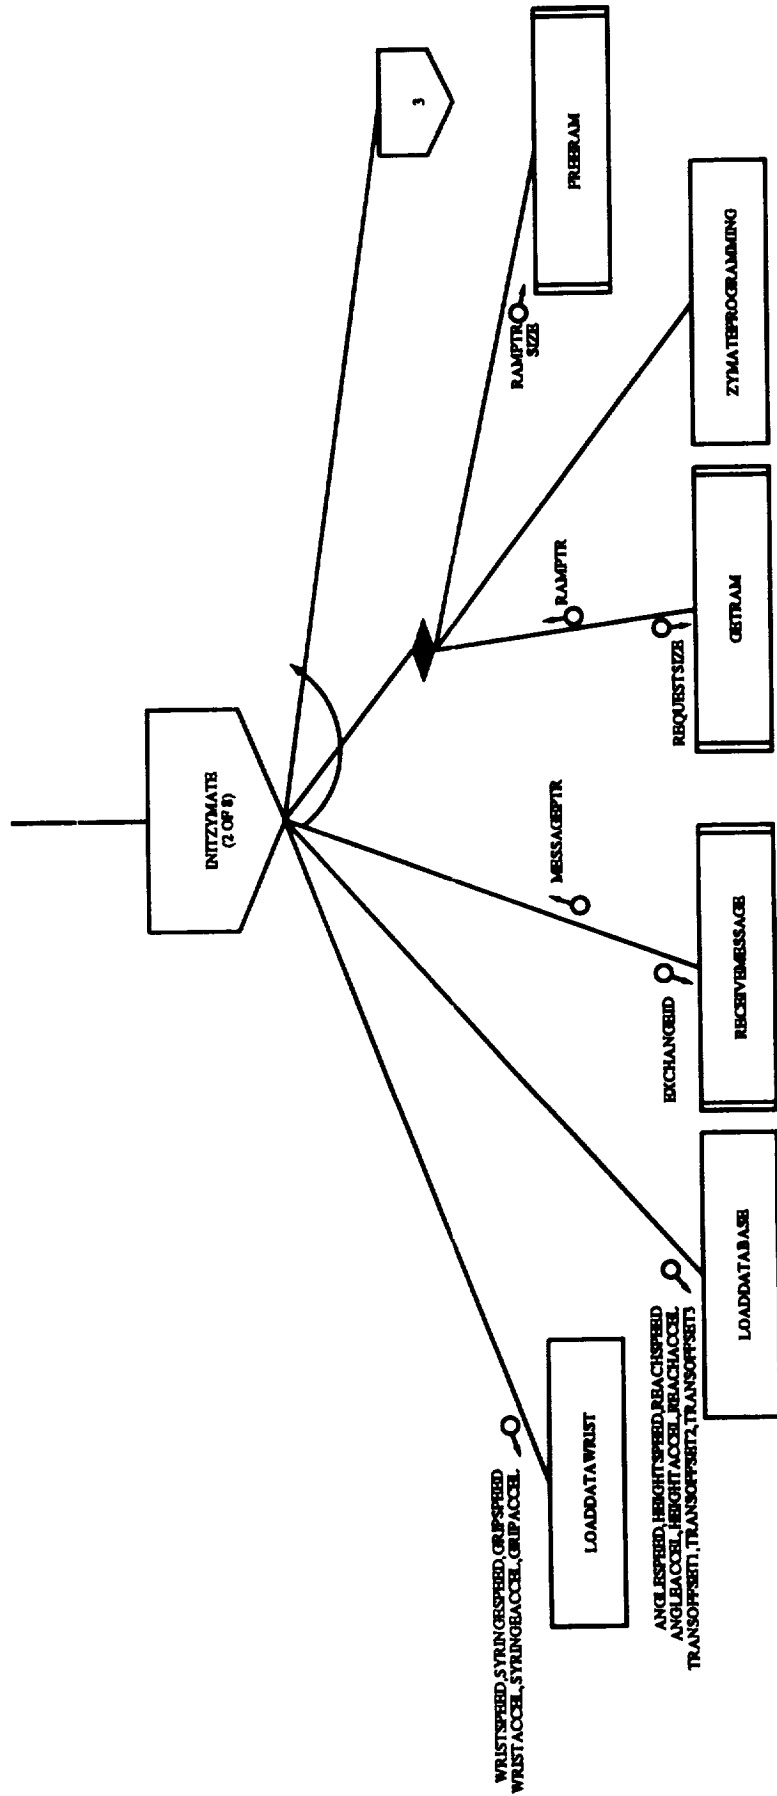 INITZYMATE
(2 OF 8)
3
WRISTSPEED,SYRINGESPEED,GRIPSPEED
WRISTACCEL,SYRINGEACCEL,GRIPACCEL
LOADDATAWRIST
ANGLESPEED,HEIGHTSPEED,REACHSPEED
ANGLEACCEL,HEIGHTACCEL,REACHACCEL
TRANSOFFSET1,TRANSOFFSET2,TRANSOFFSET3
LOADDATABASE
EXCHANGEID
MESSAGEPTR
RECEIVEMESSAGE
REQUESTSIZE
RAMPTR
GETRAM
ZYMATEPROGRAMMING
RAMPTR
SIZE
FREERAM